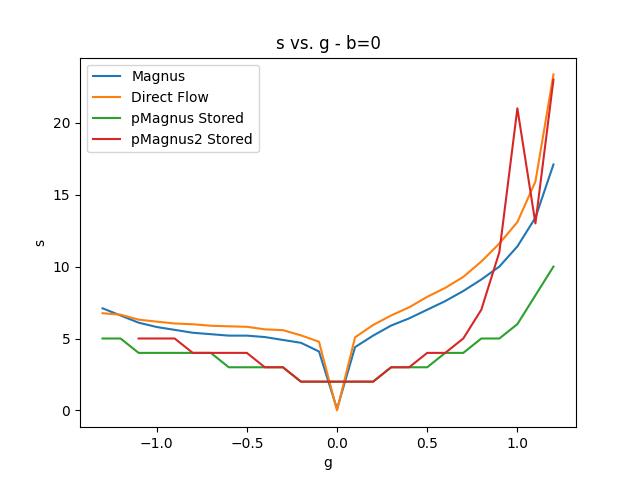 s vs. g - b=0
Magnus
Direct Flow
pMagnus Stored
pMagnus2 Stored
s
20
15
10
5
0
−1.0 −0.5 0.0 0.5 1.0
g